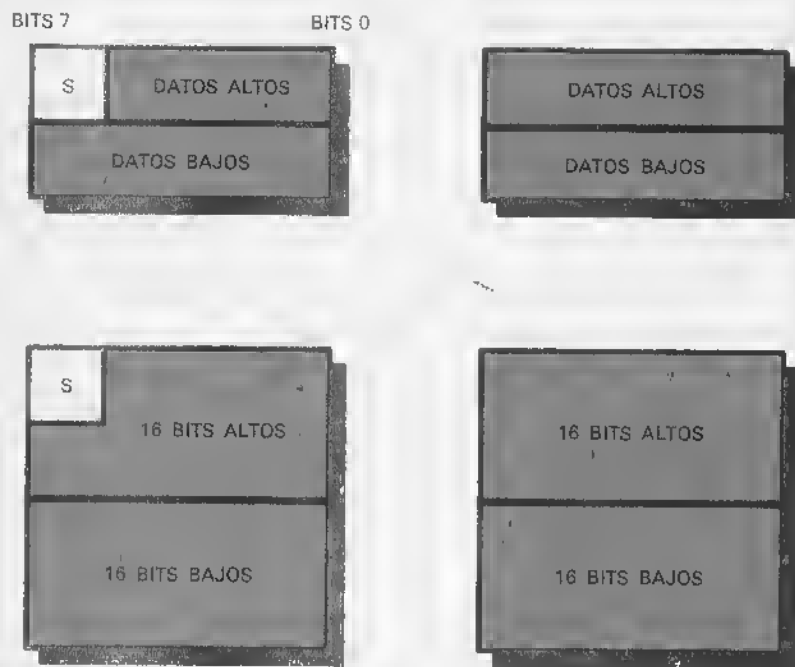 BITS 7 BITS 0
S DATOS ALTOS
DATOS BAJOS
DATOS ALTOS
DATOS BAJOS
S
16 BITS ALTOS
16 BITS BAJOS
16 BITS ALTOS
16 BITS BAJOS